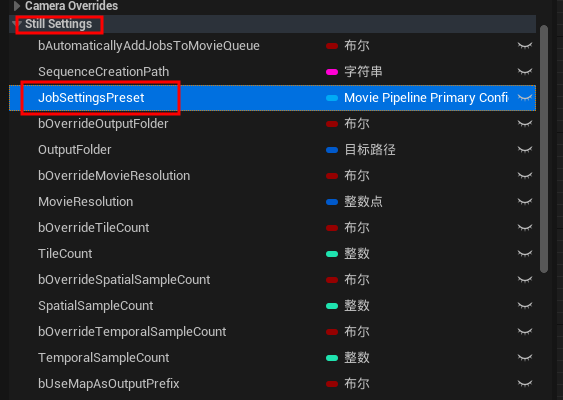 Camera Overrides
Still Settings
bAutomaticallyAddJobsToMovieQueue 布尔
SequenceCreationPath 字符串
JobSettingsPreset Movie Pipeline Primary Confi
bOverrideOutputFolder 布尔
OutputFolder 目标路径
bOverrideMovieResolution 布尔
MovieResolution 整数点
bOverrideTileCount 布尔
TileCount 整数
bOverrideSpatialSampleCount 布尔
SpatialSampleCount 整数
bOverrideTemporalSampleCount 布尔
TemporalSampleCount 整数
bUseMapAsOutputPrefix 布尔